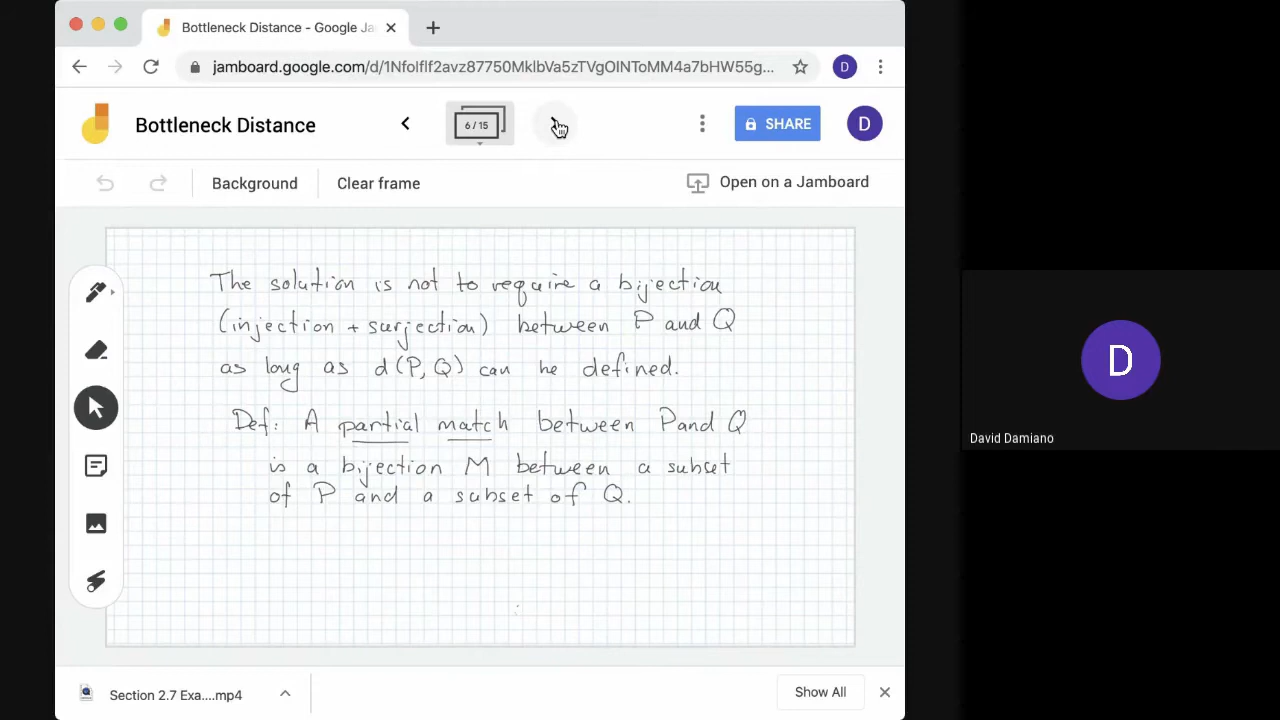 Bottleneck Distance - Google Ja
jamboard.google.com/d/1Nfolflf2avz87750MklbVa5zTVgOINToMM4a7bHW55g...
D
Bottleneck Distance
6 / 15
SHARE
D
Background
Clear frame
Open on a Jamboard
The solution is not to require a bijection
(injection + surjection) between P and Q
as long as d(P, Q) can be defined.
Def: A partial match between P and Q
is a bijection M between a subset
of P and a subset of Q.
D
David Damiano
Section 2.7 Exa....mp4
Show All